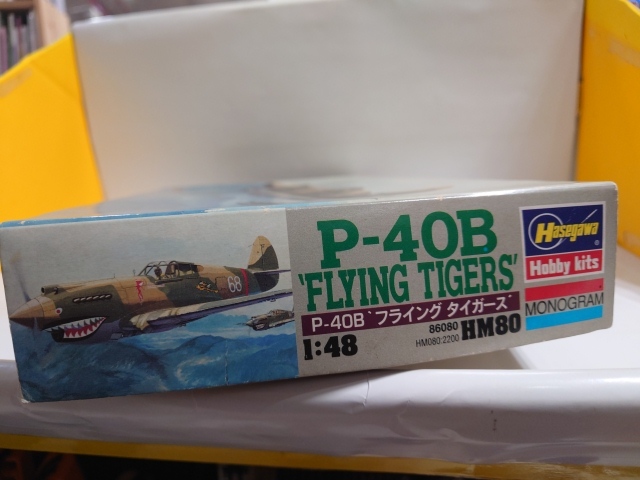 P-40B
'FLYING TIGERS'
P-40B 'フライング タイガース'
1:48
86080
HM080:2200
HM80
Hasegawa
Hobby kits
MONOGRAM
68